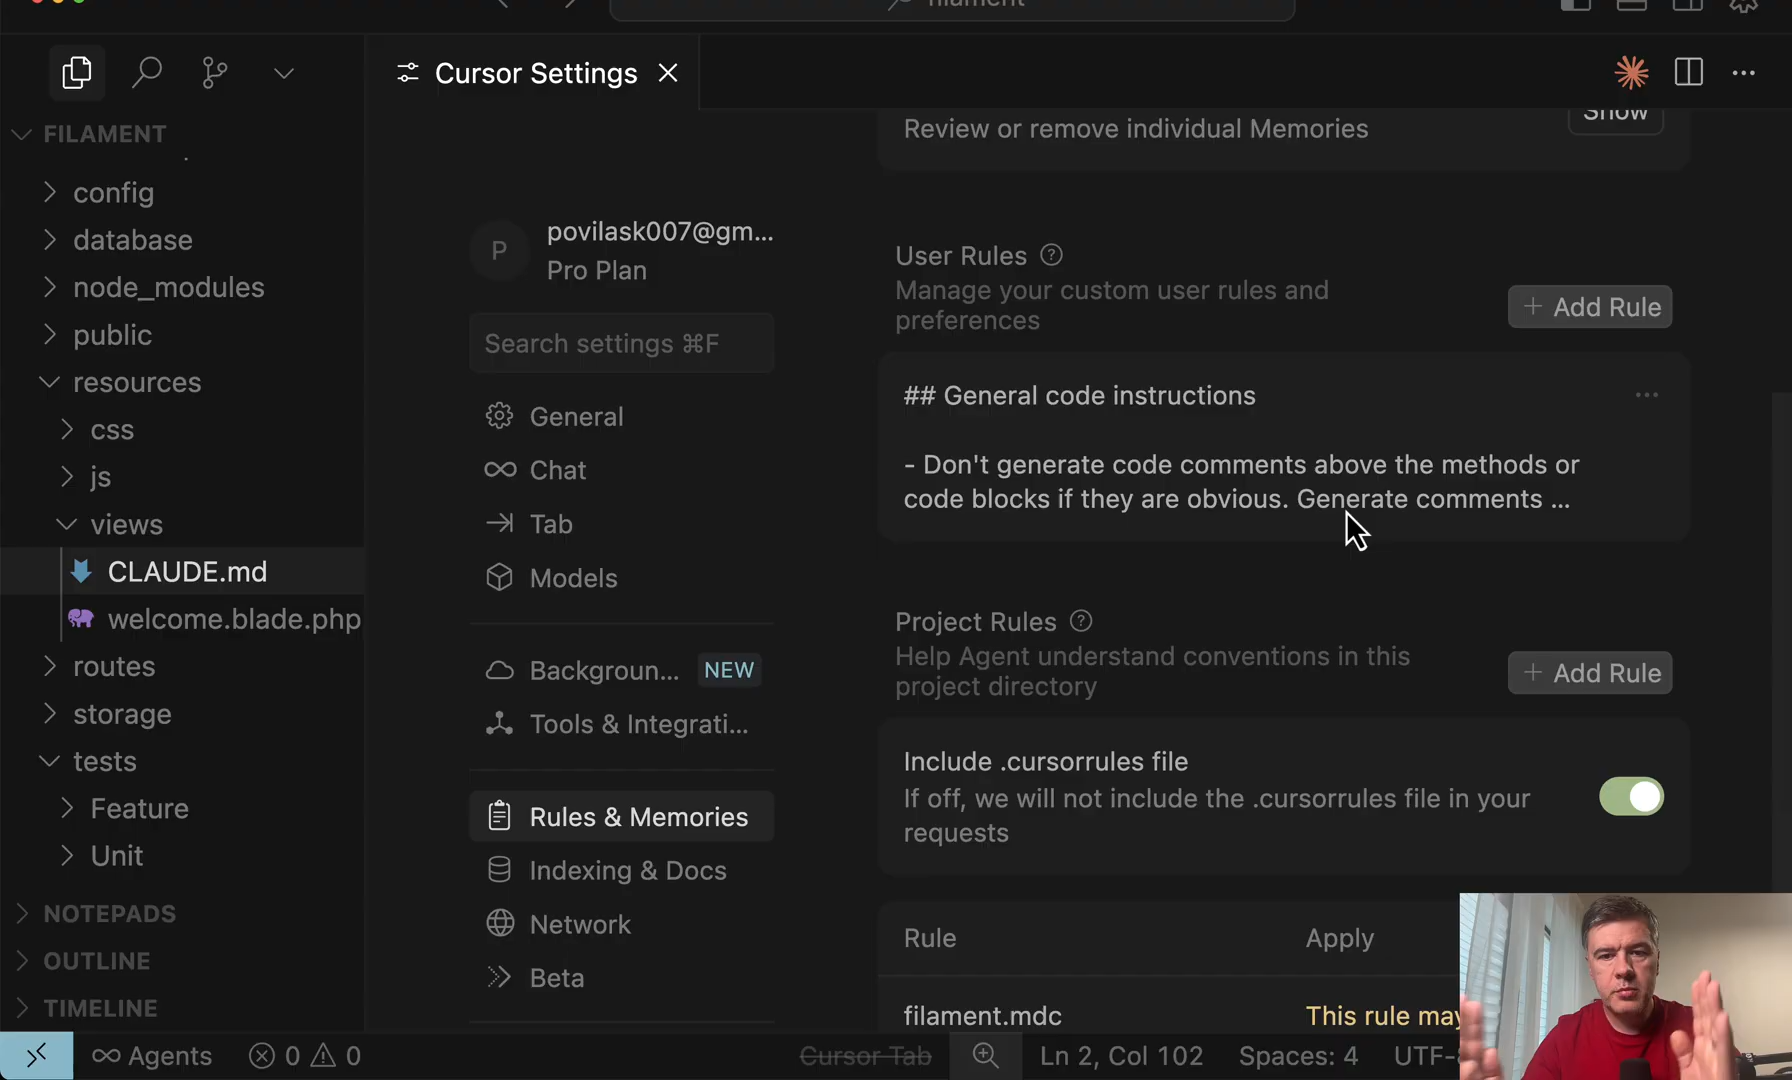 filament
Cursor Settings
FILAMENT
config
database
node_modules
public
resources
css
js
views
CLAUDE.md
welcome.blade.php
routes
storage
tests
Feature
Unit
NOTEPADS
OUTLINE
TIMELINE
P
povilask007@gm...
Pro Plan
Search settings ⌘F
General
Chat
Tab
Models
Backgroun... NEW
Tools & Integrati...
Rules & Memories
Indexing & Docs
Network
Beta
Review or remove individual Memories
Show
User Rules
Manage your custom user rules and
preferences
+ Add Rule
## General code instructions
- Don't generate code comments above the methods or
code blocks if they are obvious. Generate comments ...
Project Rules
Help Agent understand conventions in this
project directory
+ Add Rule
Include .cursorrules file
If off, we will not include the .cursorrules file in your
requests
Rule Apply
filament.mdc This rule may
Agents 0 0 Cursor Tab Ln 2, Col 102 Spaces: 4 UTF-